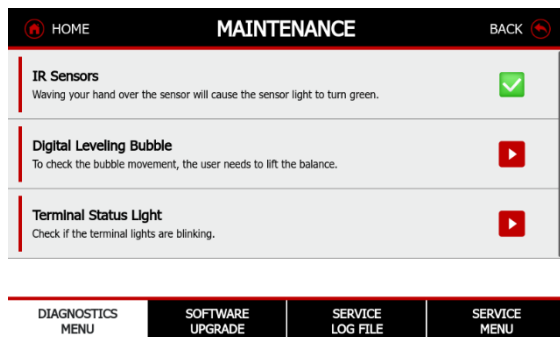 HOME
MAINTENANCE
BACK
IR Sensors
Waving your hand over the sensor will cause the sensor light to turn green.
Digital Leveling Bubble
To check the bubble movement, the user needs to lift the balance.
Terminal Status Light
Check if the terminal lights are blinking.
DIAGNOSTICS
MENU
SOFTWARE
UPGRADE
SERVICE
LOG FILE
SERVICE
MENU